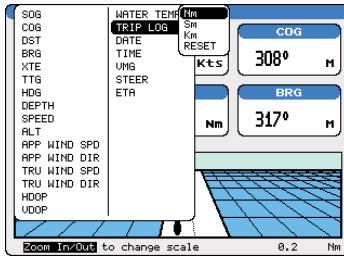 SOG
COG
DST
BRG
XTE
TTG
HDG
DEPTH
SPEED
ALT
APP WIND SPD
APP WIND DIR
TRU WIND SPD
TRU WIND DIR
HDOP
VDOP
WATER TEMP
TRIP LOG
DATE
TIME
VMG
STEER
ETA
Nm
Sm
Km
RESET
Kts
COG
308° M
Nm
BRG
317° M
Zoom In/Out to change scale 0.2 Nm